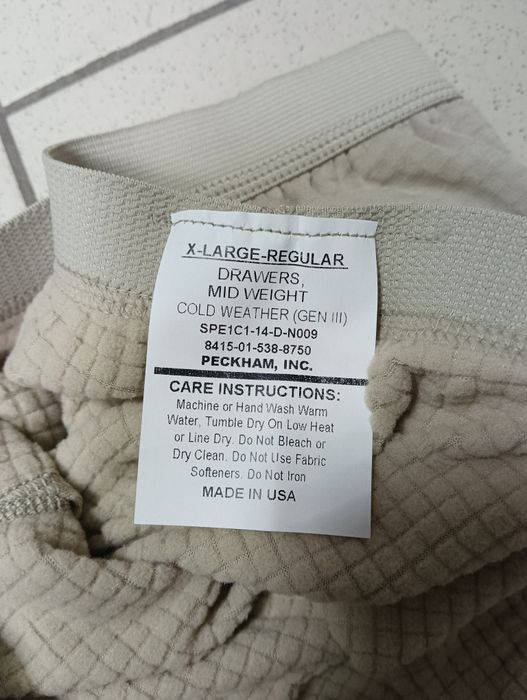 X-LARGE-REGULAR
DRAWERS,
MID WEIGHT
COLD WEATHER (GEN III)
SPE1C1-14-D-N009
8415-01-538-8750
PECKHAM, INC.
CARE INSTRUCTIONS:
Machine or Hand Wash Warm
Water, Tumble Dry On Low Heat
or Line Dry. Do Not Bleach or
Dry Clean. Do Not Use Fabric
Softeners. Do Not Iron
MADE IN USA